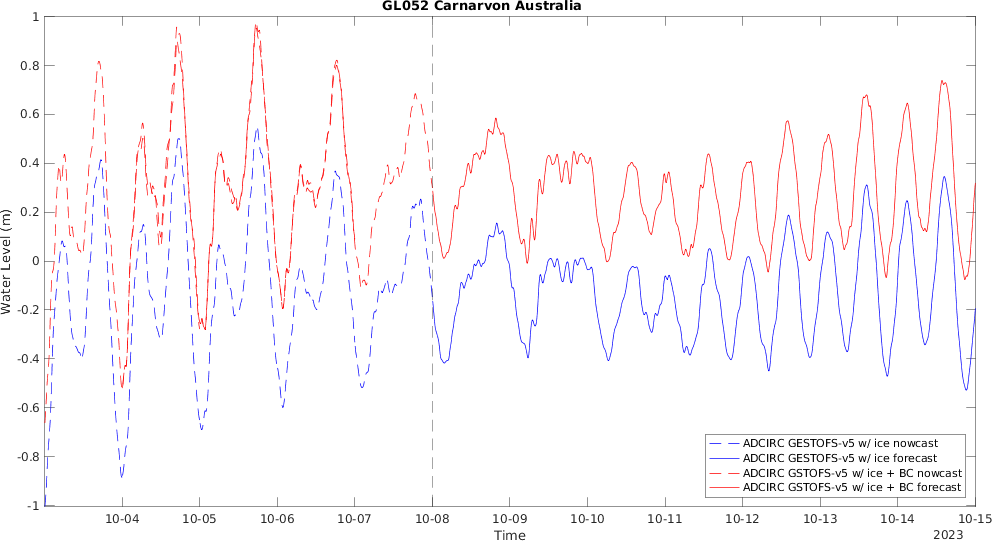 GL052 Carnarvon Australia
1
0.8
0.6
0.4
0.2
0
-0.2
-0.4
-0.6
-0.8
-1
Water Level (m)
ADCIRC GESTOFS-v5 w/ ice nowcast
ADCIRC GESTOFS-v5 w/ ice forecast
ADCIRC GSTOFS-v5 w/ ice + BC nowcast
ADCIRC GSTOFS-v5 w/ ice + BC forecast
10-04 10-05 10-06 10-07 10-08 10-09 10-10 10-11 10-12 10-13 10-14 10-15
Time
2023